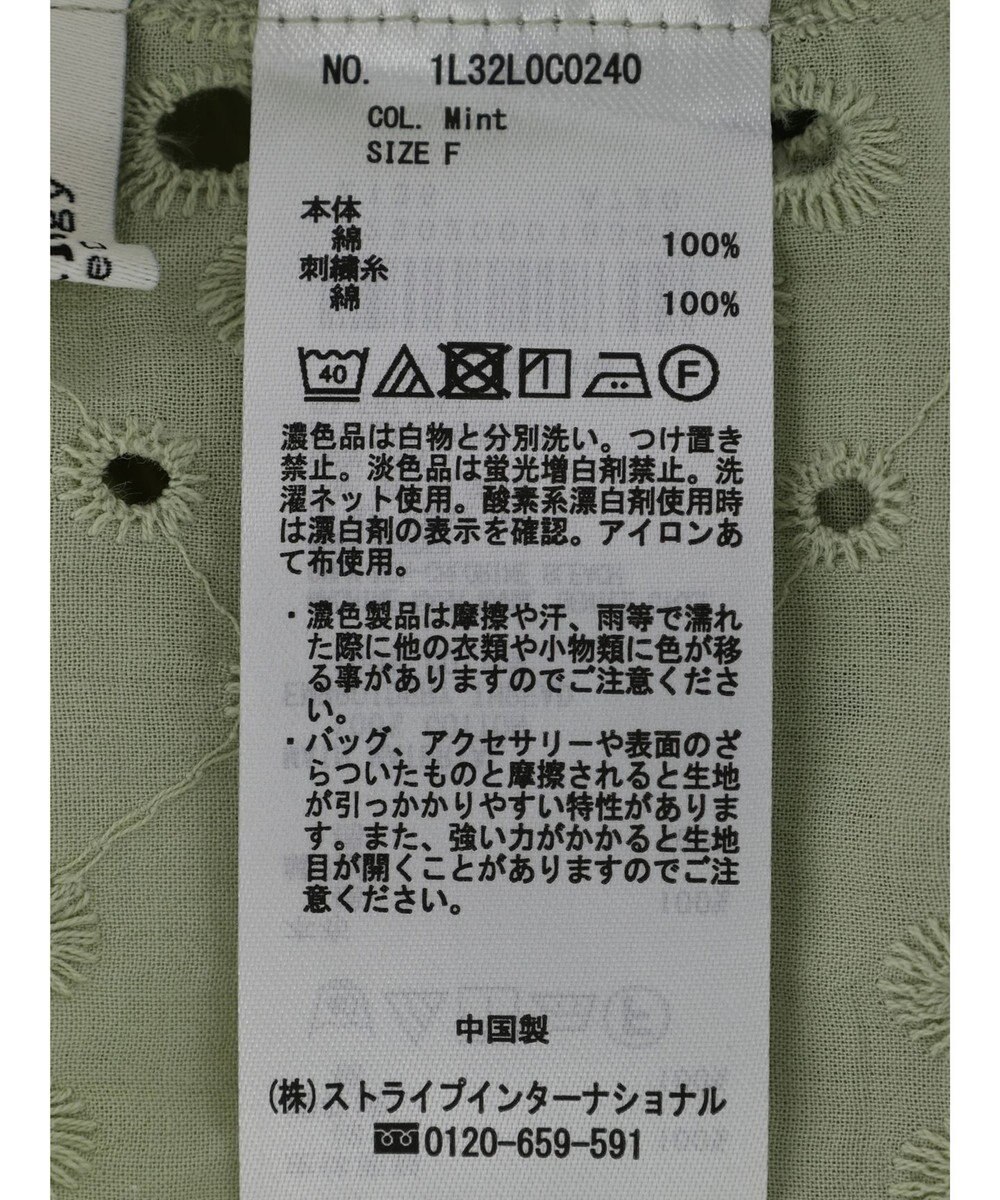 NO. 1L32L0C0240
COL. Mint
SIZE F
本体
綿 100%
刺繍糸
綿 100%
40 F
濃色品は白物と分別洗い。つけ置き
禁止。淡色品は蛍光増白剤禁止。洗
濯ネット使用。酸素系漂白剤使用時
は漂白剤の表示を確認。アイロンあ
て布使用。
・濃色製品は摩擦や汗、雨等で濡れ
た際に他の衣類や小物類に色が移
る事がありますのでご注意くださ
い。
・バッグ、アクセサリーや表面のざ
らついたものと摩擦されると生地
が引っかかりやすい特性がありま
す。また、強い力がかかると生地
目が開くことがありますのでご注
意ください。
中国製
(株)ストライプインターナショナル
0120-659-591